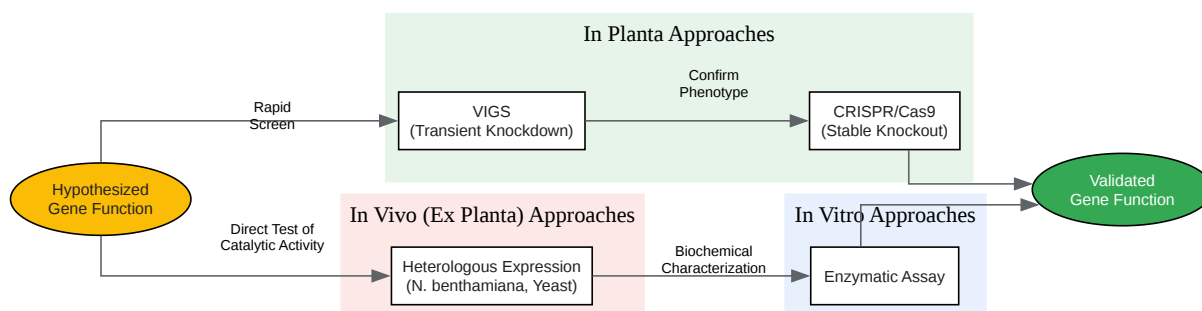 In Planta Approaches
Rapid
Screen
VIGS
(Transient Knockdown)
Confirm
Phenotype
CRISPR/Cas9
(Stable Knockout)
Hypothesized
Gene Function
Validated
Gene Function
Direct Test of
Catalytic Activity
In Vivo (Ex Planta) Approaches
Heterologous Expression
(N. benthamiana, Yeast)
Biochemical
Characterization
In Vitro Approaches
Enzymatic Assay